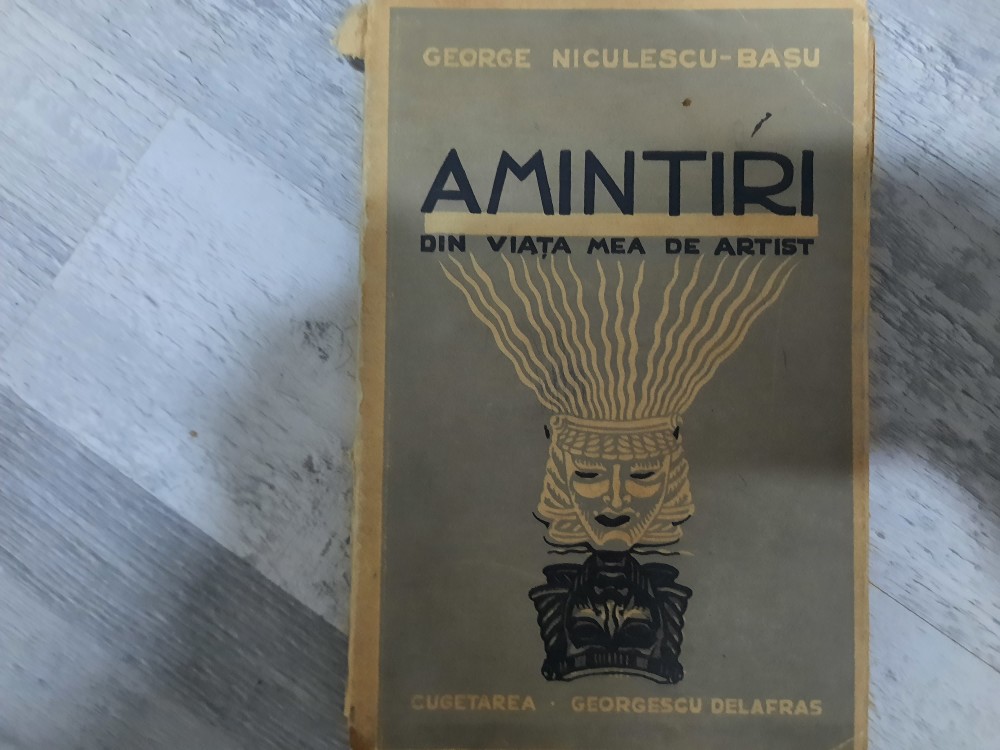 GEORGE NICULESCU-BASU
AMINTIRI
DIN VIAȚA MEA DE ARTIST
CUGETAREA · GEORGESCU DELAFRAS